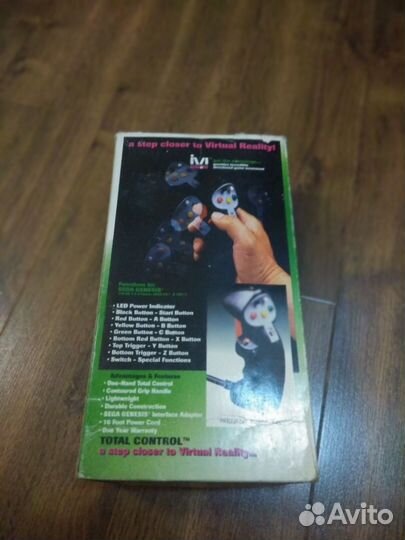 a step closer to Virtual Reality!
Functions for
SEGA GENESIS
• LED Power Indicator
• Black Button - Start Button
• Red Button - A Button
• Yellow Button - B Button
• Green Button - C Button
• Bottom Red Button - X Button
• Top Trigger - Y Button
• Bottom Trigger - Z Button
• Switch - Special Functions
Advantages & Features
• One-Hand Total Control
• Contoured Grip Handle
• Lightweight
• Durable Construction
• SEGA GENESIS Interface Adapter
• 10 Foot Power Cord
• One Year Warranty
TOTAL CONTROL™
a step closer to Virtual Reality...
Avito